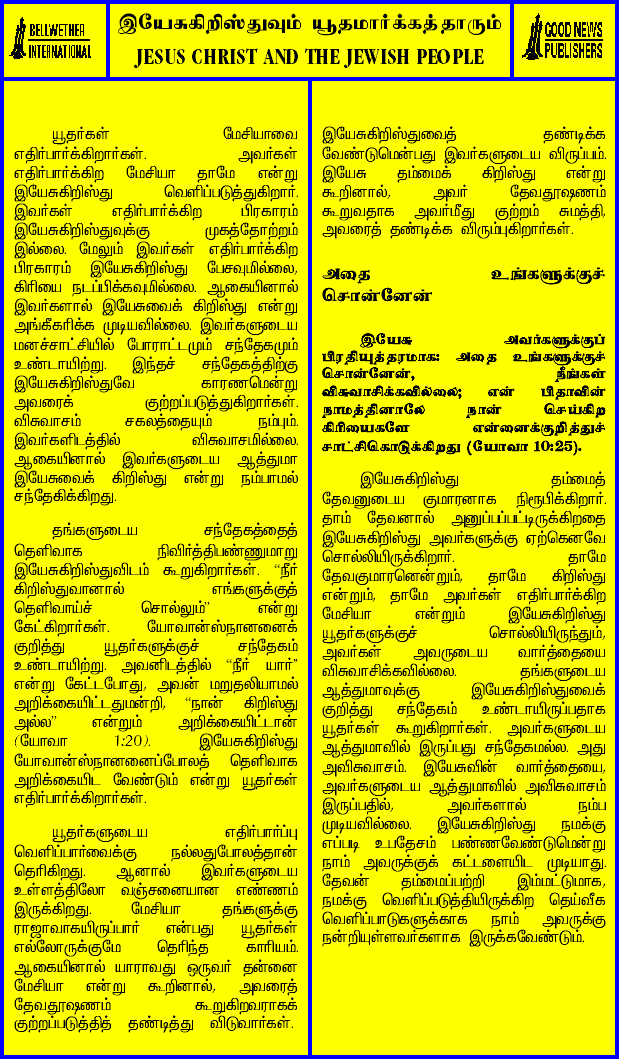 BELLWETHER
INTERNATIONAL
இயேசுகிறிஸ்துவும் யூதமார்க்கத்தாரும்
JESUS CHRIST AND THE JEWISH PEOPLE
GOOD NEWS
PUBLISHERS
யூதர்கள் மேசியாவை
எதிர்பார்க்கிறார்கள். அவர்கள்
எதிர்பார்க்கிற மேசியா தாமே என்று
இயேசுகிறிஸ்து வெளிப்படுத்துகிறார்.
இவர்கள் எதிர்பார்க்கிற பிரகாரம்
இயேசுகிறிஸ்துவுக்கு முகத்தோற்றம்
இல்லை. மேலும் இவர்கள் எதிர்பார்க்கிற
பிரகாரம் இயேசுகிறிஸ்து பேசவுமில்லை,
கிரியை நடப்பிக்கவுமில்லை. ஆகையினால்
இவர்களால் இயேசுவைக் கிறிஸ்து என்று
அங்கீகரிக்க முடியவில்லை. இவர்களுடைய
மனச்சாட்சியில் போராட்டமும் சந்தேகமும்
உண்டாயிற்று. இந்தச் சந்தேகத்திற்கு
இயேசுகிறிஸ்துவே காரணமென்று
அவரைக் குற்றப்படுத்துகிறார்கள்.
விசுவாசம் சகலத்தையும் நம்பும்.
இவர்களிடத்தில் விசுவாசமில்லை.
ஆகையினால் இவர்களுடைய ஆத்துமா
இயேசுவைக் கிறிஸ்து என்று நம்பாமல்
சந்தேகிக்கிறது.
தங்களுடைய சந்தேகத்தைத்
தெளிவாக நிவிர்த்திபண்ணுமாறு
இயேசுகிறிஸ்துவிடம் கூறுகிறார்கள். “நீர்
கிறிஸ்துவானால் எங்களுக்குத்
தெளிவாய்ச் சொல்லும்” என்று
கேட்கிறார்கள். யோவான்ஸ்நானனைக்
குறித்து யூதர்களுக்குச் சந்தேகம்
உண்டாயிற்று. அவனிடத்தில் “நீர் யார்”
என்று கேட்டபோது, அவன் மறுதலியாமல்
அறிக்கையிட்டதுமன்றி, “நான் கிறிஸ்து
அல்ல” என்றும் அறிக்கையிட்டான்
(யோவா 1:20). இயேசுகிறிஸ்து
யோவான்ஸ்நானனைப்போலத் தெளிவாக
அறிக்கையிட வேண்டும் என்று யூதர்கள்
எதிர்பார்க்கிறார்கள்.
யூதர்களுடைய எதிர்பார்ப்பு
வெளிப்பார்வைக்கு நல்லதுபோலத்தான்
தெரிகிறது. ஆனால் இவர்களுடைய
உள்ளத்திலோ வஞ்சனையான எண்ணம்
இருக்கிறது. மேசியா தங்களுக்கு
ராஜாவாகயிருப்பார் என்பது யூதர்கள்
எல்லோருக்குமே தெரிந்த காரியம்.
ஆகையினால் யாராவது ஒருவர் தன்னை
மேசியா என்று கூறினால், அவரைத்
தேவதூஷணம் கூறுகிறவராகக்
குற்றப்படுத்தித் தண்டித்து விடுவார்கள்.
இயேசுகிறிஸ்துவைத் தண்டிக்க
வேண்டுமென்பது இவர்களுடைய விருப்பம்.
இயேசு தம்மைக் கிறிஸ்து என்று
கூறினால், அவர் தேவதூஷணம்
கூறுவதாக அவர்மீது குற்றம் சுமத்தி,
அவரைத் தண்டிக்க விரும்புகிறார்கள்.
அதை உங்களுக்குச்
சொன்னேன்
இயேசு அவர்களுக்குப்
பிரதியுத்தரமாக: அதை உங்களுக்குச்
சொன்னேன், நீங்கள்
விசுவாசிக்கவில்லை; என் பிதாவின்
நாமத்தினாலே நான் செய்கிற
கிரியைகளே என்னைக்குறித்துச்
சாட்சிகொடுக்கிறது (யோவா 10:25).
இயேசுகிறிஸ்து தம்மைத்
தேவனுடைய குமாரனாக நிரூபிக்கிறார்.
தாம் தேவனால் அனுப்பப்பட்டிருக்கிறதை
இயேசுகிறிஸ்து அவர்களுக்கு ஏற்கெனவே
சொல்லியிருக்கிறார். தாமே
தேவகுமாரனென்றும், தாமே கிறிஸ்து
என்றும், தாமே அவர்கள் எதிர்பார்க்கிற
மேசியா என்றும் இயேசுகிறிஸ்து
யூதர்களுக்குச் சொல்லியிருந்தும்,
அவர்கள் அவருடைய வார்த்தையை
விசுவாசிக்கவில்லை. தங்களுடைய
ஆத்துமாவுக்கு இயேசுகிறிஸ்துவைக்
குறித்து சந்தேகம் உண்டாயிருப்பதாக
யூதர்கள் கூறுகிறார்கள். அவர்களுடைய
ஆத்துமாவில் இருப்பது சந்தேகமல்ல. அது
அவிசுவாசம். இயேசுவின் வார்த்தையை,
அவர்களுடைய ஆத்துமாவில் அவிசுவாசம்
இருப்பதில், அவர்களால் நம்ப
முடியவில்லை. இயேசுகிறிஸ்து நமக்கு
எப்படி உபதேசம் பண்ணவேண்டுமென்று
நாம் அவருக்குக் கட்டளையிட முடியாது.
தேவன் தம்மைப்பற்றி இம்மட்டுமாக,
நமக்கு வெளிப்படுத்தியிருக்கிற தெய்வீக
வெளிப்பாடுகளுக்காக நாம் அவருக்கு
நன்றியுள்ளவர்களாக இருக்கவேண்டும்.